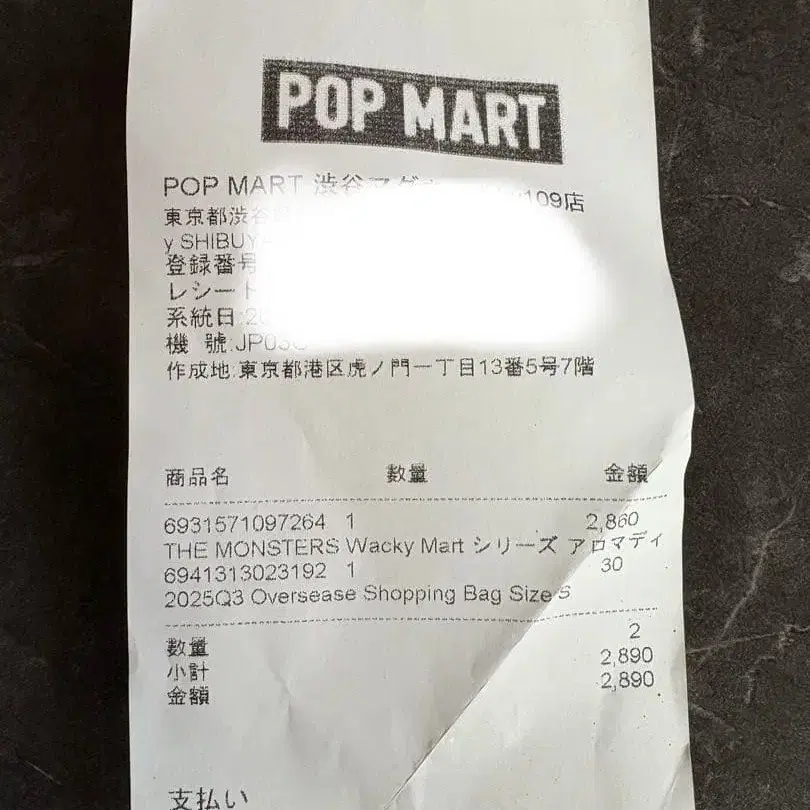 POP MART
POP MART 渋谷マグ 109店
東京都渋谷
y SHIBUYA
登録番号
レシート
系統日:2
機 號:JP03
作成地:東京都港区虎ノ門一丁目13番5号7階
商品名 数量 金額
6931571097264 1 2,860
THE MONSTERS Wacky Mart シリーズ アロマディ
6941313023192 1 30
2025Q3 Oversease Shopping Bag Size S
数量 2
小計 2,890
金額 2,890
支払い